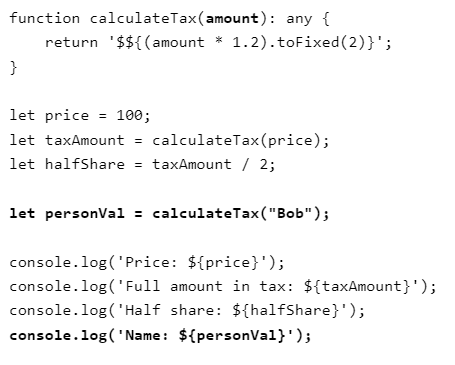 function calculateTax(amount): any {
    return '$${(amount * 1.2).toFixed(2)}';
}
let price = 100;
let taxAmount = calculateTax(price);
let halfShare = taxAmount / 2;
let personVal = calculateTax("Bob");
console.log('Price: ${price}');
console.log('Full amount in tax: ${taxAmount}');
console.log('Half share: ${halfShare}');
console.log('Name: ${personVal}');